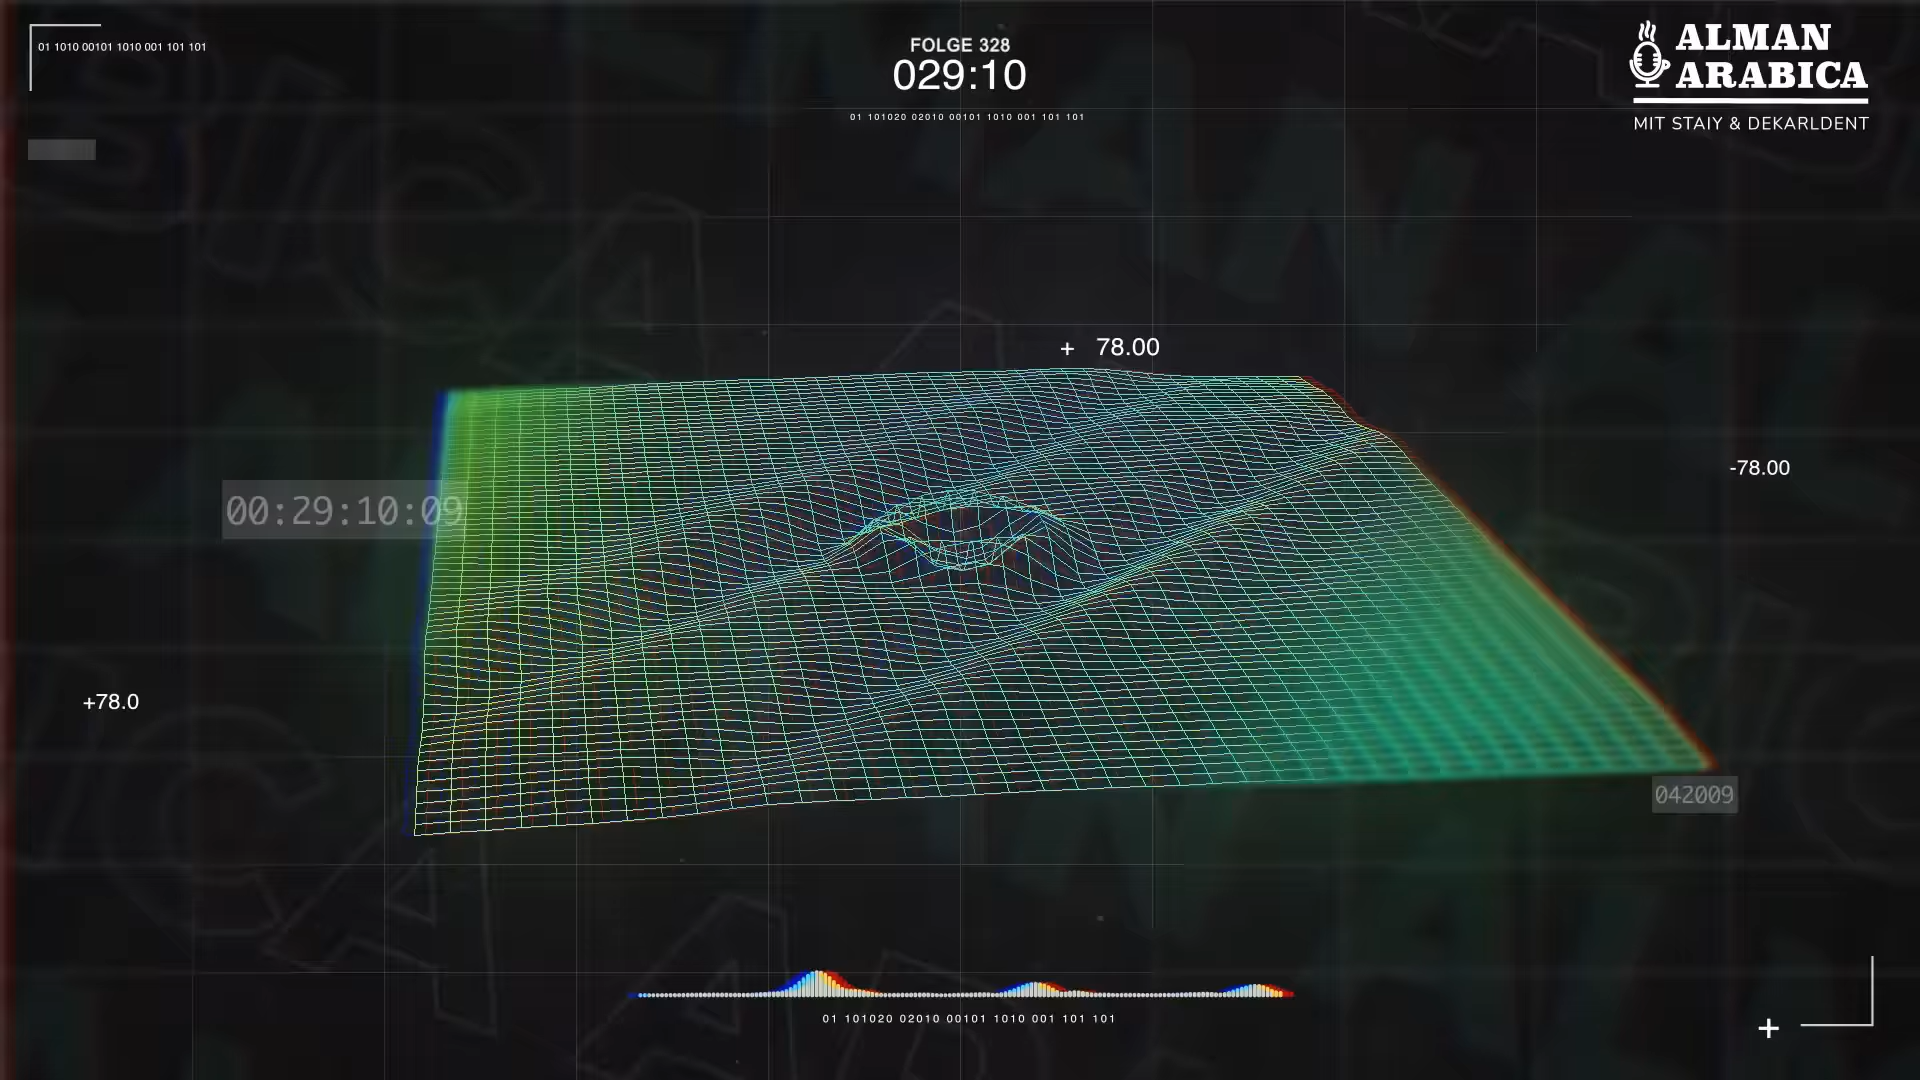 01 1010 00101 1010 001 101 101
FOLGE 328
029:10
01 101020 02010 00101 1010 001 101 101
ALMAN
ARABICA
MIT STAIY & DEKARLDENT
+ 78.00
-78.00
00:29:10:09
+78.0
042009
01 101020 02010 00101 1010 001 101 101
+